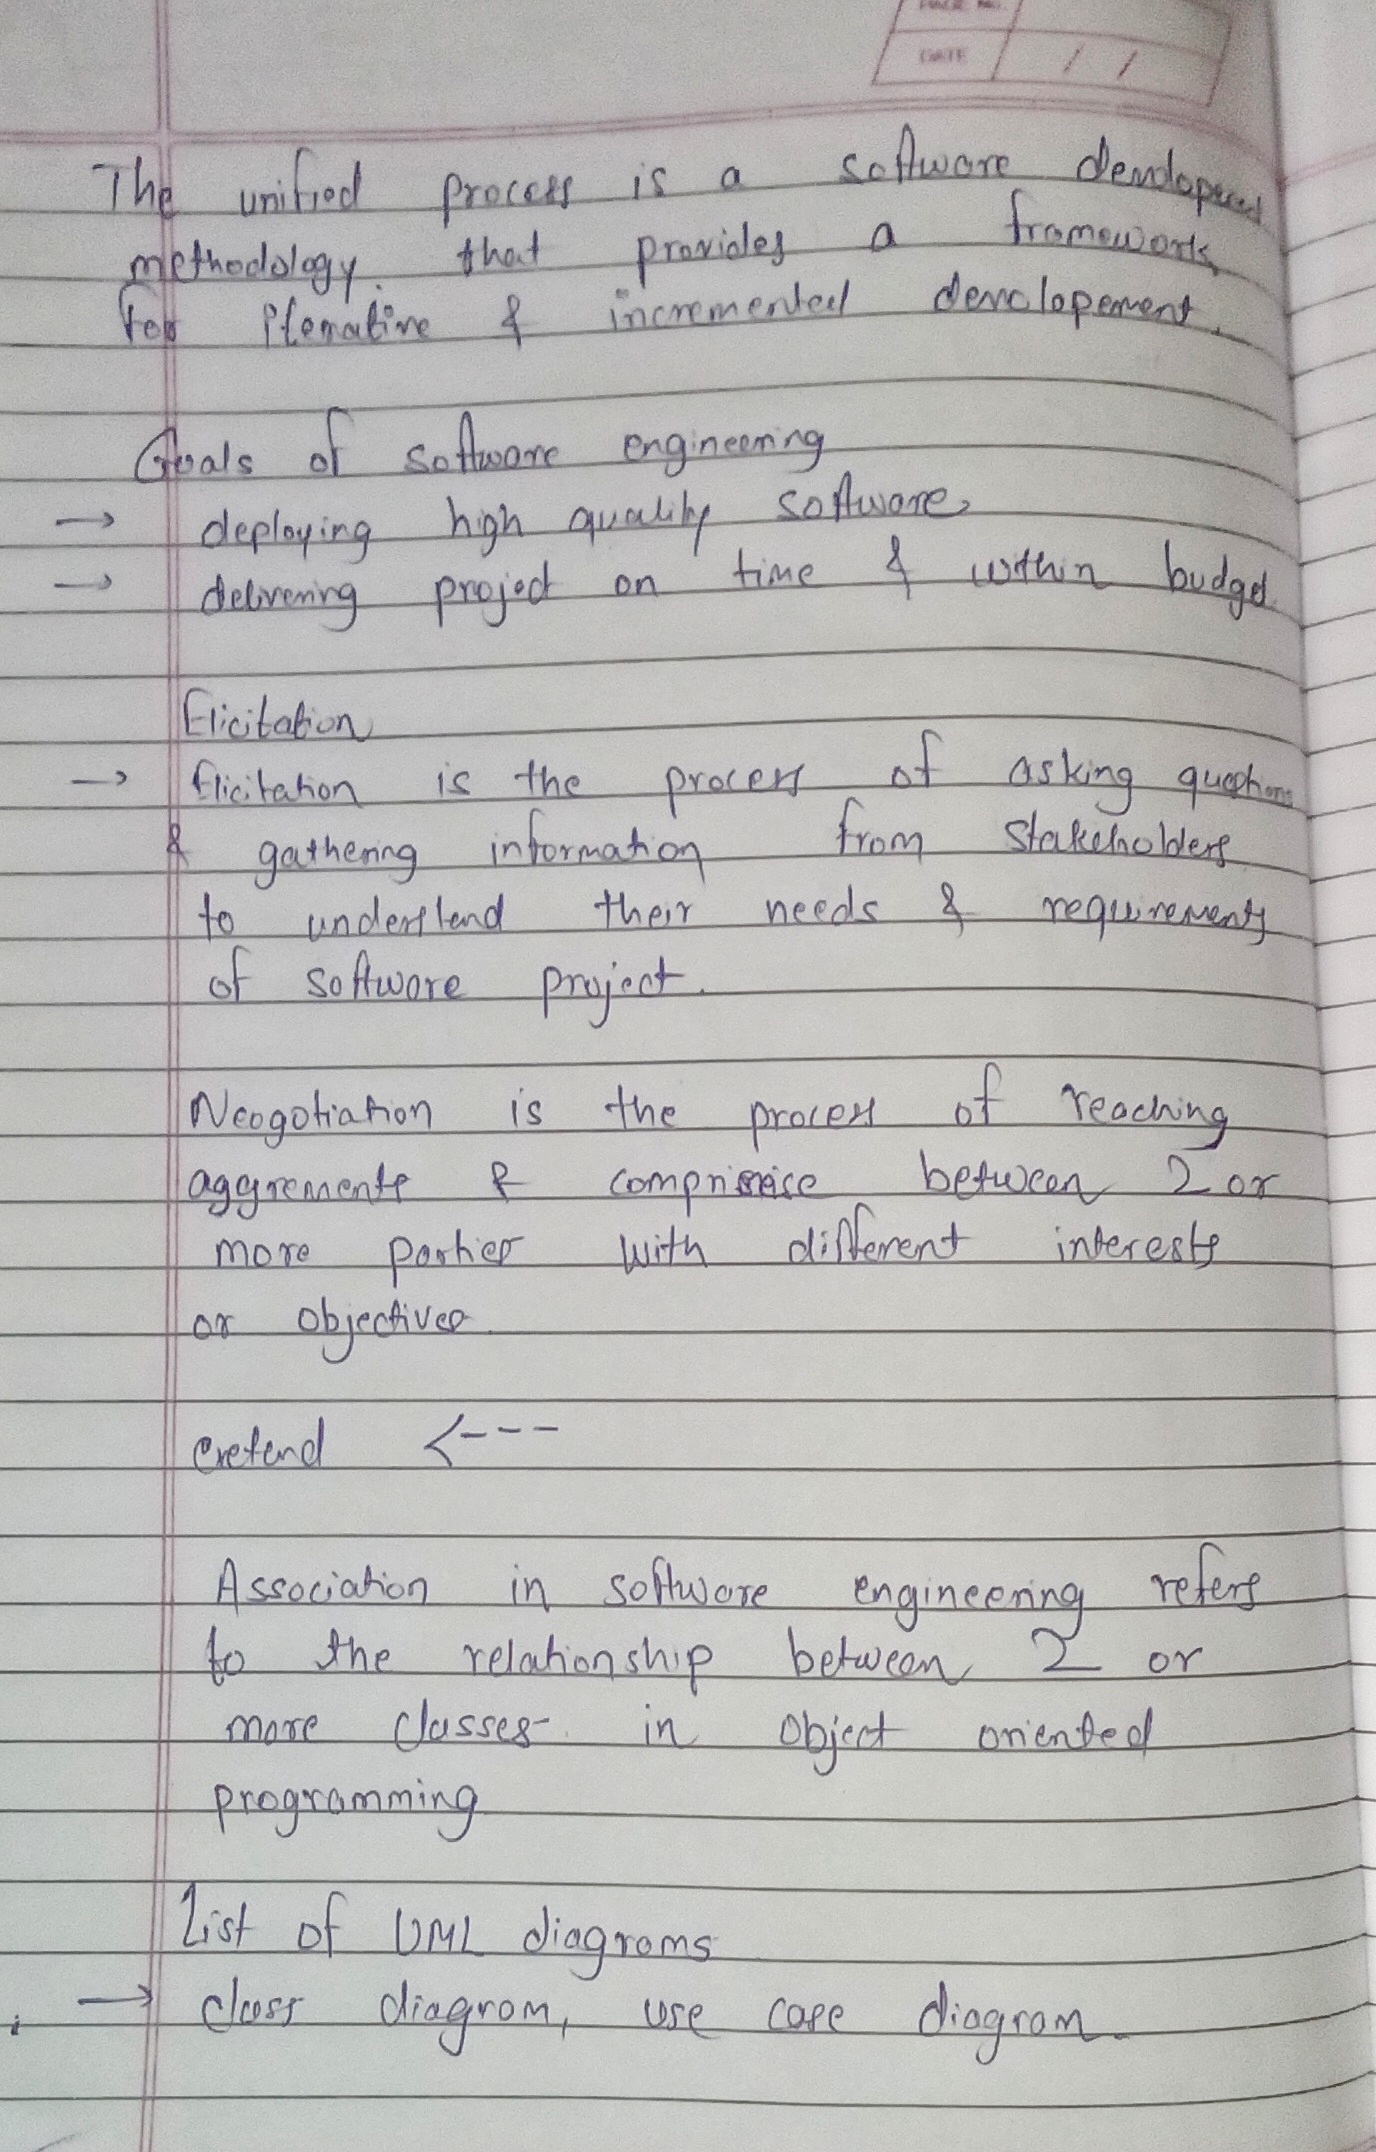 PAGE NO.
DATE / /
The unified process is a software
methodology that provides a framework
for iterative & incremented developement.
Goals of software engineering
→ deploying high quality software
→ delivering project on time & within budget.
Elicitation
→ Elicitation is the process of asking questions
& gathering information from stakeholders
to understand their needs & requirements
of software project.
Neogotiation is the process of reaching
aggrements & between 2 or
more parties with different interests
or objectives.
extend <---
Association in software engineering refers
to the relationship between 2 or
more classes in object oriented
programming
List of UML diagrams
→ class diagram, use case diagram.